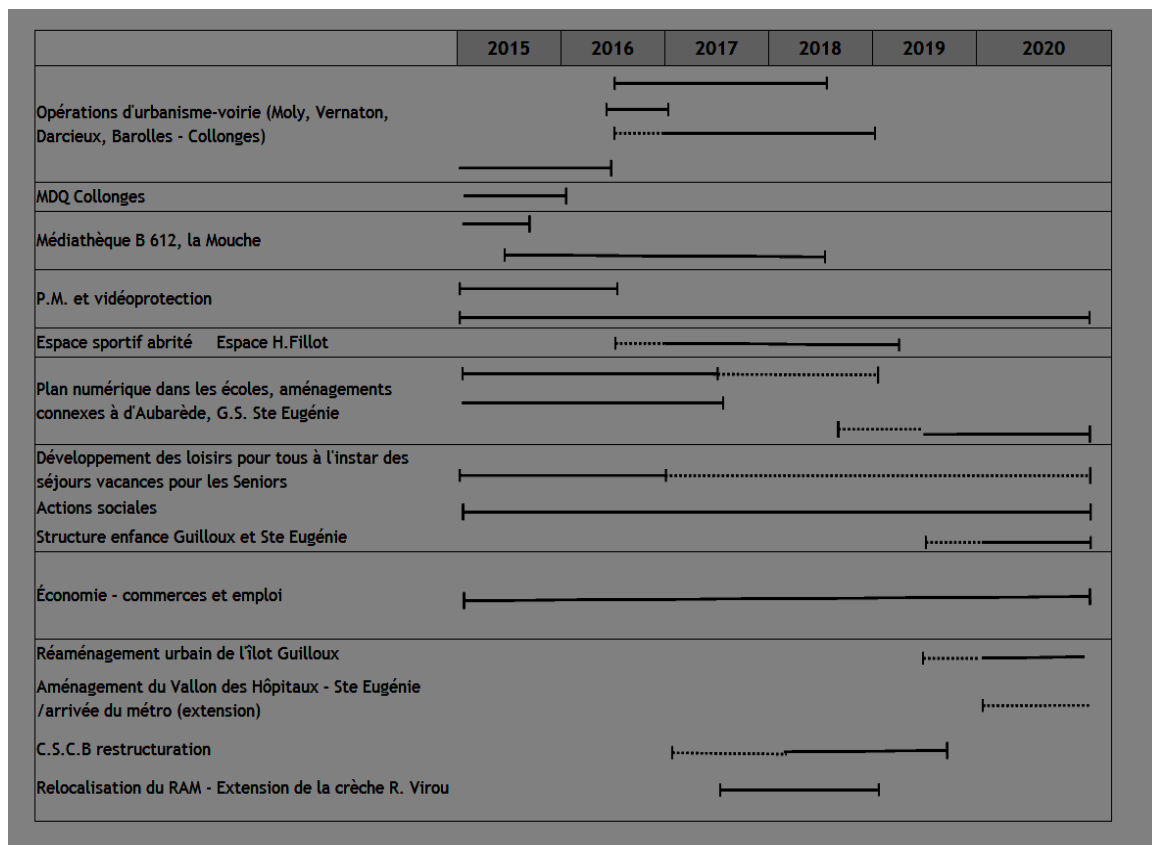 2015 2016 2017 2018 2019 2020
Opérations d'urbanisme-voirie (Moly, Vernaton,
Darcieux, Barolles - Collonges)
MDQ Collonges
Médiathèque B 612, la Mouche
P.M. et vidéoprotection
Espace sportif abrité Espace H.Fillot
Plan numérique dans les écoles, aménagements
connexes à d'Aubarède, G.S. Ste Eugénie
Développement des loisirs pour tous à l'instar des
séjours vacances pour les Seniors
Actions sociales
Structure enfance Guilloux et Ste Eugénie
Économie - commerces et emploi
Réaménagement urbain de l'îlot Guilloux
Aménagement du Vallon des Hôpitaux - Ste Eugénie
/arrivée du métro (extension)
C.S.C.B restructuration
Relocalisation du RAM - Extension de la crèche R. Virou